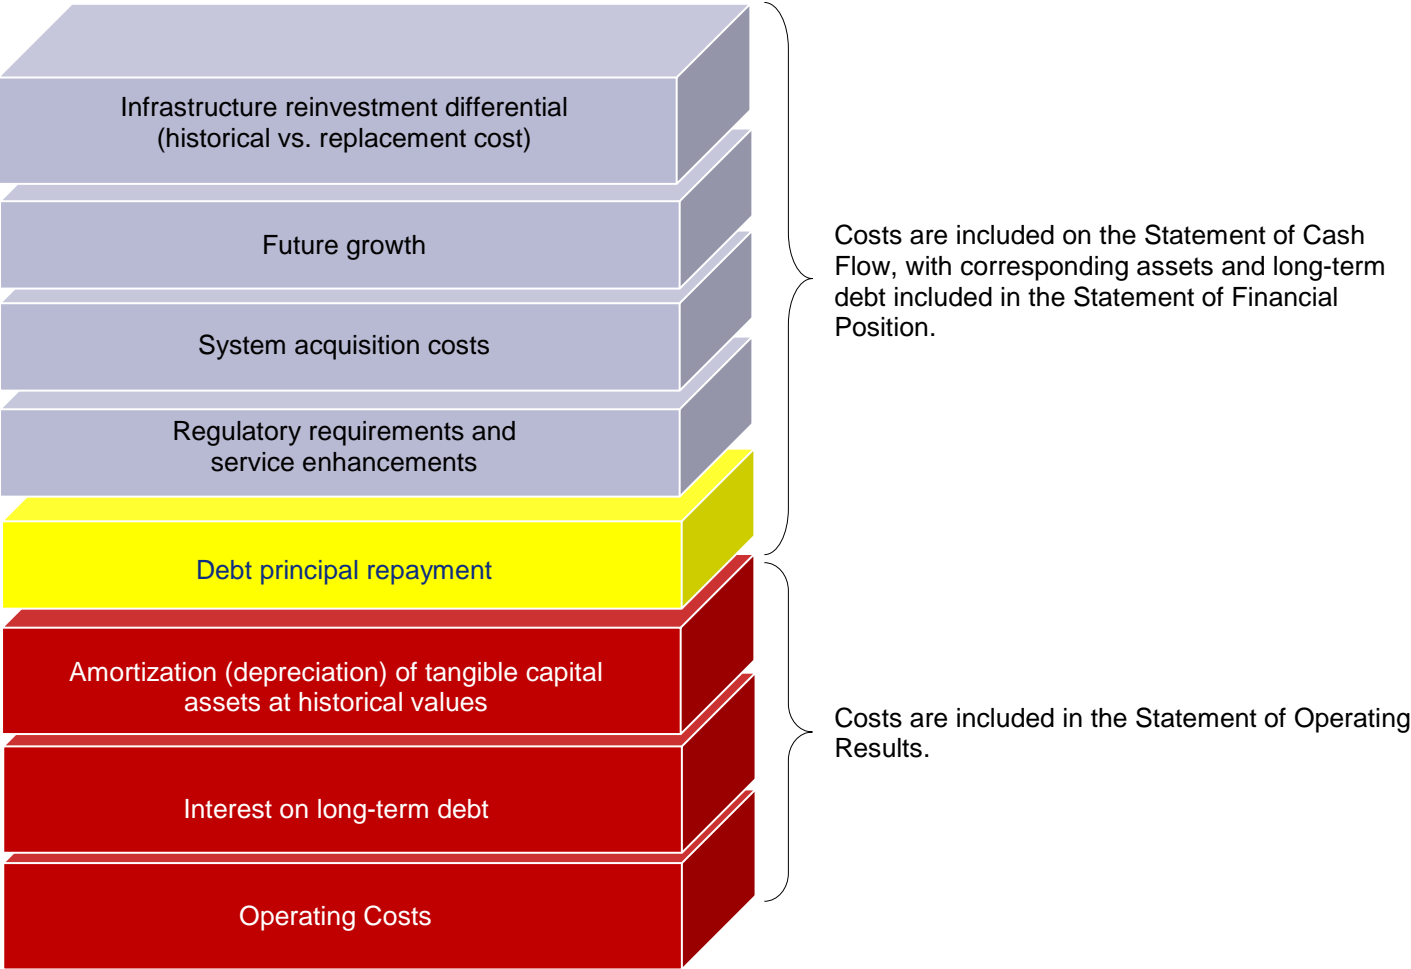 Infrastructure reinvestment differential
(historical vs. replacement cost)
Future growth
System acquisition costs
Regulatory requirements and
service enhancements
Debt principal repayment
Amortization (depreciation) of tangible capital
assets at historical values
Interest on long-term debt
Operating Costs
Costs are included on the Statement of Cash
Flow, with corresponding assets and long-term
debt included in the Statement of Financial
Position.
Costs are included in the Statement of Operating
Results.